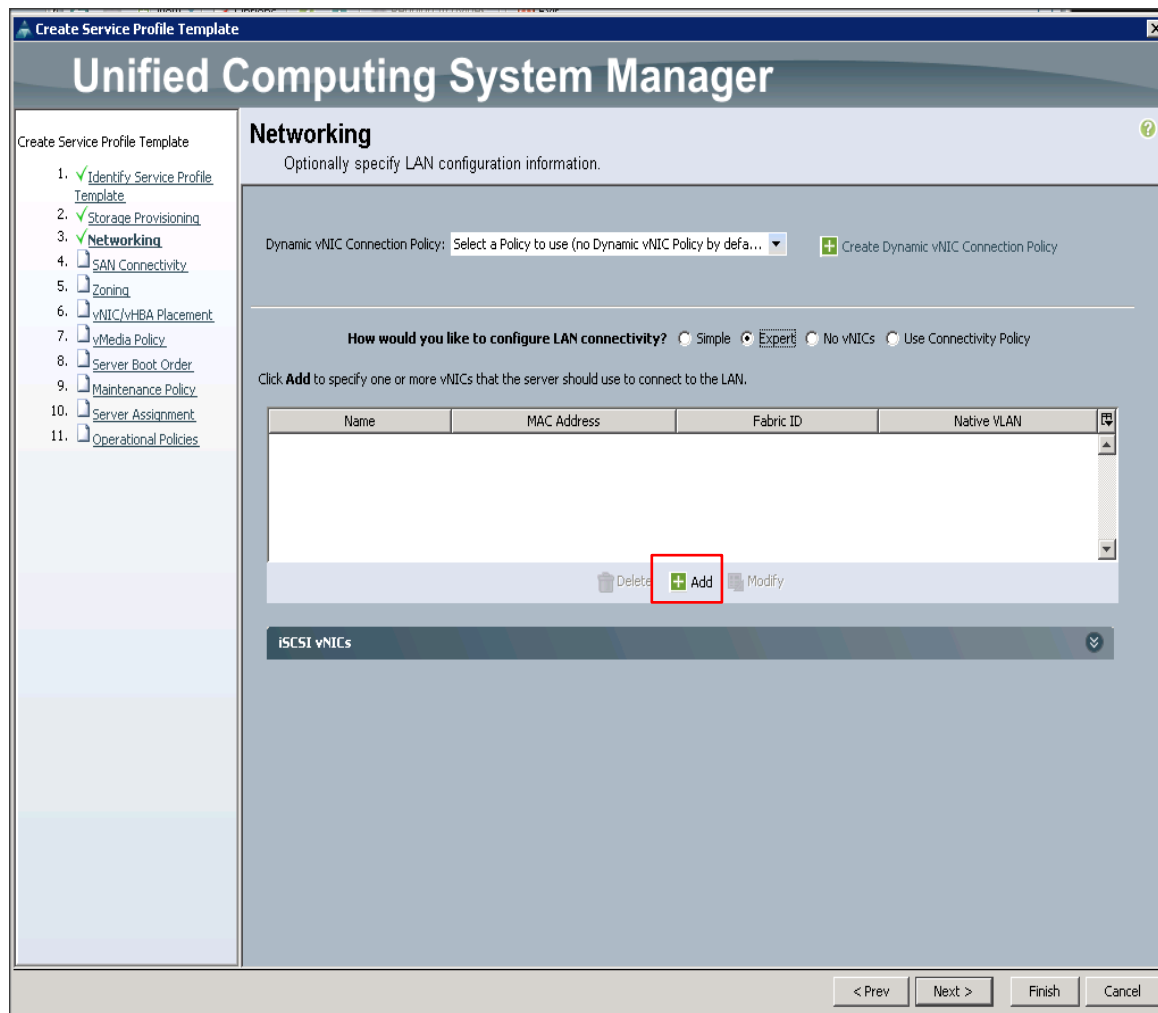 Create Service Profile Template
Unified Computing System Manager
Create Service Profile Template
1. Identify Service Profile
Template
2. Storage Provisioning
3. Networking
4. SAN Connectivity
5. Zoning
6. vNIC/vHBA Placement
7. vMedia Policy
8. Server Boot Order
9. Maintenance Policy
10. Server Assignment
11. Operational Policies
Networking
Optionally specify LAN configuration information.
Dynamic vNIC Connection Policy: Select a Policy to use (no Dynamic vNIC Policy by defa... Create Dynamic vNIC Connection Policy
How would you like to configure LAN connectivity? Simple Expert No vNICs Use Connectivity Policy
Click Add to specify one or more vNICs that the server should use to connect to the LAN.
Name MAC Address Fabric ID Native VLAN
Delete Add Modify
iSCSI vNICs
< Prev Next > Finish Cancel